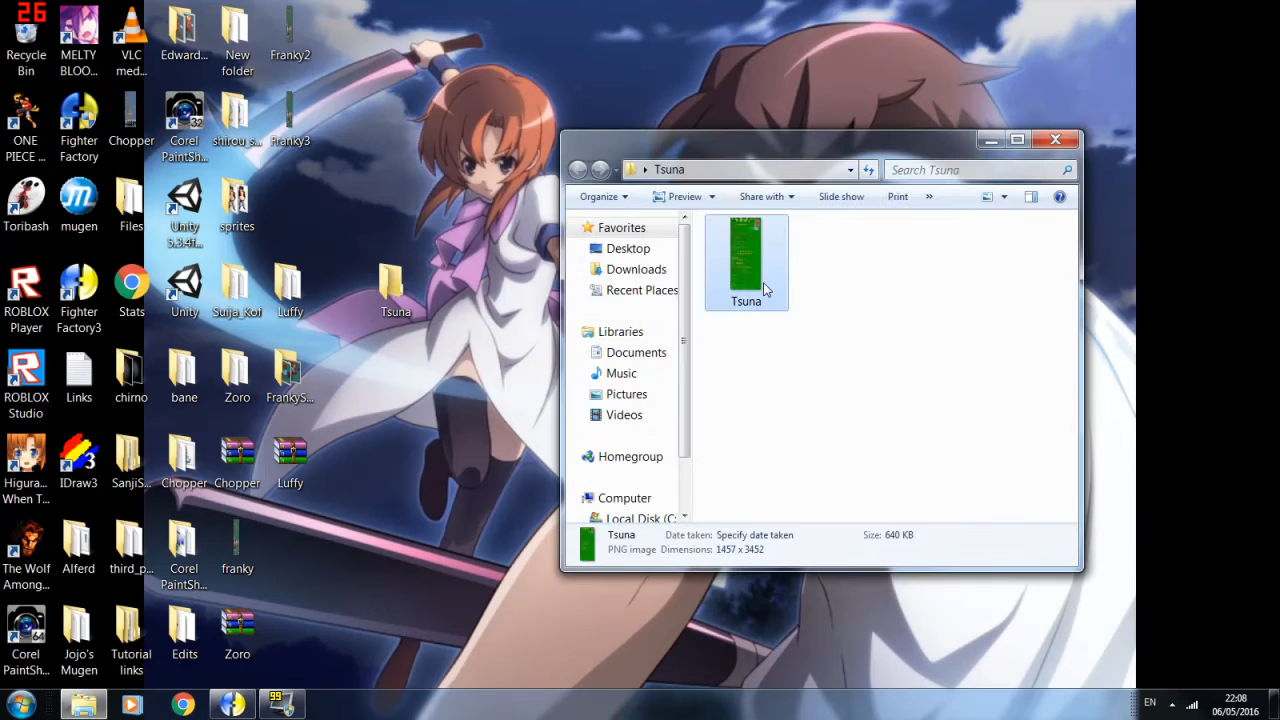 26
Recycle
Bin
MELTY
BLOO...
VLC
med...
Edward...
New
folder
Franky2
ONE
PIECE ...
Fighter
Factory
Chopper
32
Corel
PaintSh...
shirou_s...
Franky3
Toribash
mugen
Files
Unity
5.3.4f...
sprites
ROBLOX
Player
Fighter
Factory3
Stats
Unity
Suija_Kof
Luffy
Tsuna
ROBLOX
Studio
Links
chirno
bane
Zoro
FrankyS...
Higura...
When T...
3
IDraw3
SanjiS...
Chopper
Chopper
Luffy
The Wolf
Among...
Alferd
third_p...
Corel
PaintSh...
franky
64
Corel
PaintSh...
Jojo's
Mugen
Tutorial
links
Edits
Zoro
Tsuna
Search Tsuna
Organize
Preview
Share with
Slide show
Print
»
Favorites
Desktop
Downloads
Recent Places
Libraries
Documents
Music
Pictures
Videos
Homegroup
Computer
Local Disk (C:
Tsuna
Tsuna
Date taken: Specify date taken
Size: 640 KB
PNG image
Dimensions: 1457 x 3452
99
EN
22:08
06/05/2016